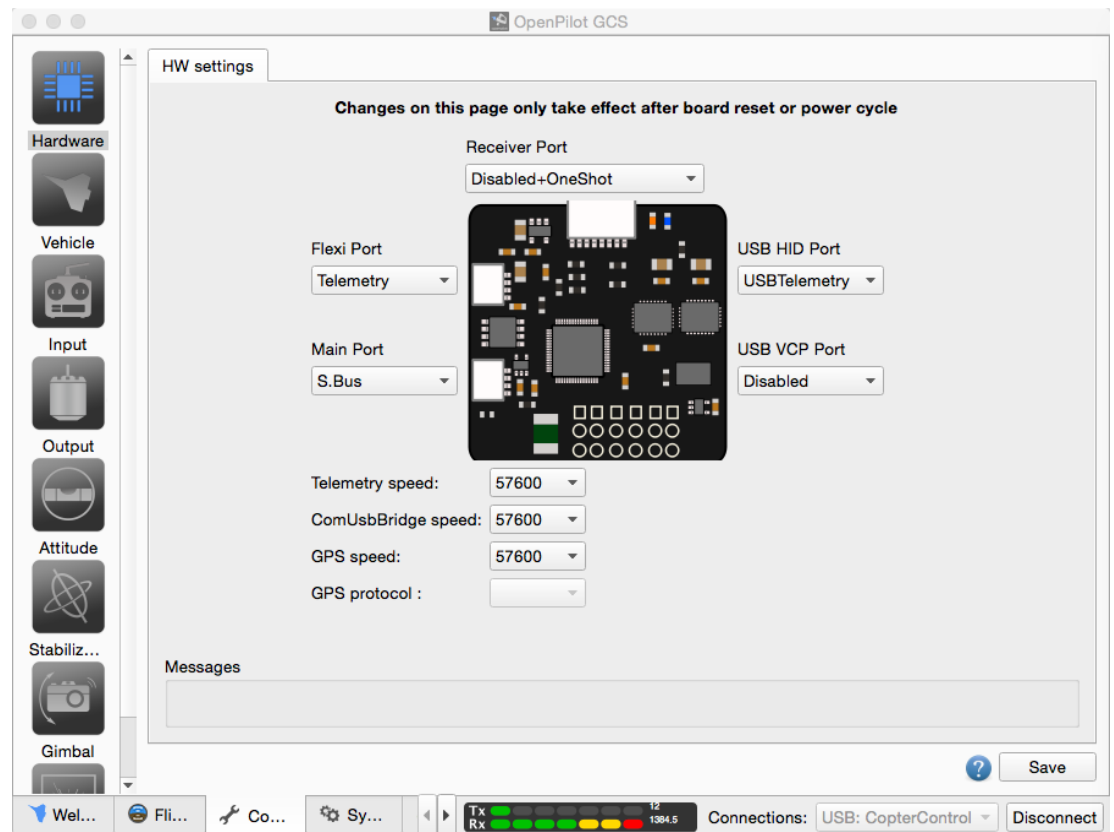 OpenPilot GCS
Hardware
Vehicle
Input
Output
Attitude
Stabiliz...
Gimbal
HW settings
Changes on this page only take effect after board reset or power cycle
Receiver Port
Disabled+OneShot
Flexi Port
Telemetry
USB HID Port
USBTelemetry
Main Port
S.Bus
USB VCP Port
Disabled
Telemetry speed: 57600
ComUsbBridge speed: 57600
GPS speed: 57600
GPS protocol :
Messages
? Save
Wel... Fli... Co... Sy... Tx 12 Connections: USB: CopterControl Disconnect
Rx 1384.5